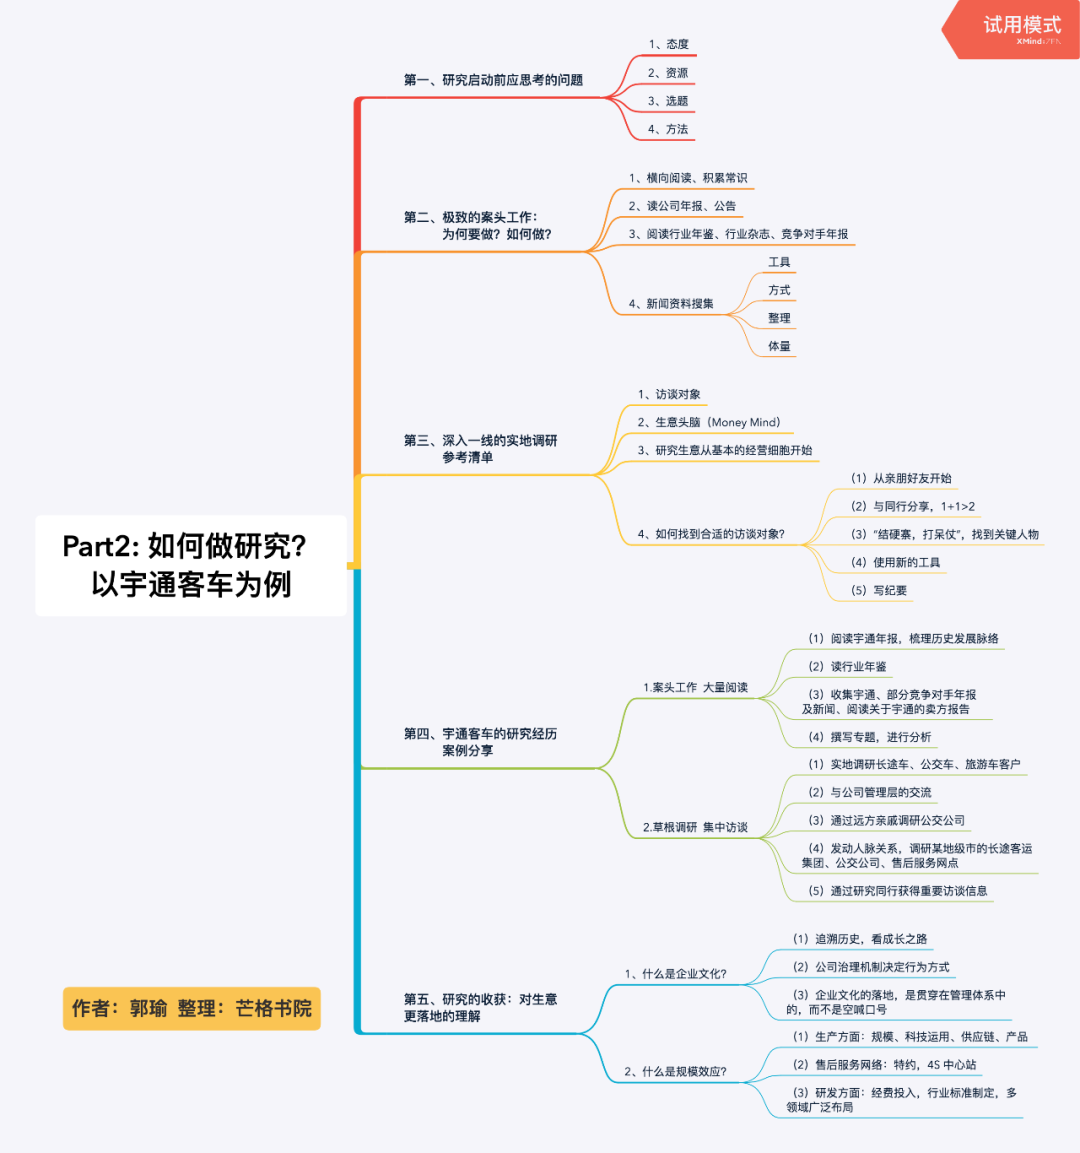 试用模式
XMind
1、态度
第一、研究启动前应思考的问题
2、资源
3、选题
4、方法
1、横向阅读、积累常识
第二、极致的案头工作：
为何要做？如何做？
2、读公司年报、公告
3、阅读行业年鉴、行业杂志、竞争对手年报
4、新闻资料搜集
工具
方式
整理
体量
第三、深入一线的实地调研
参考清单
1、访谈对象
2、生意头脑（Money Mind）
3、研究生意从基本的经营细胞开始
4、如何找到合适的访谈对象？
（1）从亲朋好友开始
（2）与同行分享，1+1>2
（3）“结硬寨，打呆仗”，找到关键人物
（4）使用新的工具
（5）写纪要
Part2: 如何做研究？
以宇通客车为例
第四、宇通客车的研究经历
案例分享
1.案头工作 大量阅读
（1）阅读宇通年报，梳理历史发展脉络
（2）读行业年鉴
（3）收集宇通、部分竞争对手年报
及新闻、阅读关于宇通的卖方报告
（4）撰写专题，进行分析
2.草根调研 集中访谈
（1）实地调研长途车、公交车、旅游车客户
（2）与公司管理层的交流
（3）通过远方亲戚调研公交公司
（4）发动人脉关系，调研某地级市的长途客运
集团、公交公司、售后服务网点
（5）通过研究同行获得重要访谈信息
第五、研究的收获：对生意
更落地的理解
1、什么是企业文化？
（1）追溯历史，看成长之路
（2）公司治理机制决定行为方式
（3）企业文化的落地，是贯穿在管理体系中
的，而不是空喊口号
2、什么是规模效应？
（1）生产方面：规模、科技运用、供应链、产品
（2）售后服务网络：特约，4S 中心站
（3）研发方面：经费投入，行业标准制定，多
领域广泛布局
作者：郭瑜 整理：芒格书院